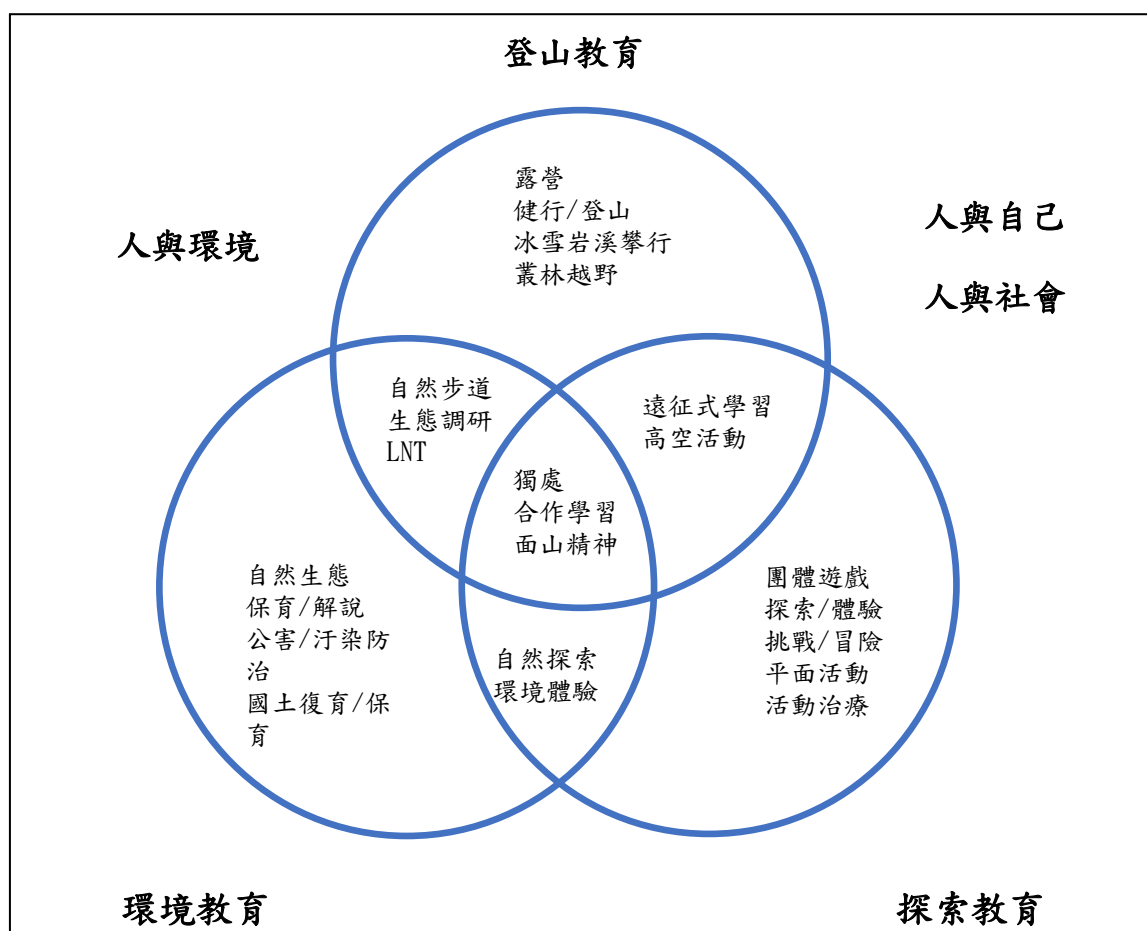 登山教育
露營
健行/登山
冰雪岩溪攀行
叢林越野
人與環境
人與自己
人與社會
自然步道
生態調研
LNT
遠征式學習
高空活動
獨處
合作學習
面山精神
自然生態
保育/解說
公害/汙染防
治
國土復育/保
育
自然探索
環境體驗
團體遊戲
探索/體驗
挑戰/冒險
平面活動
活動治療
環境教育
探索教育